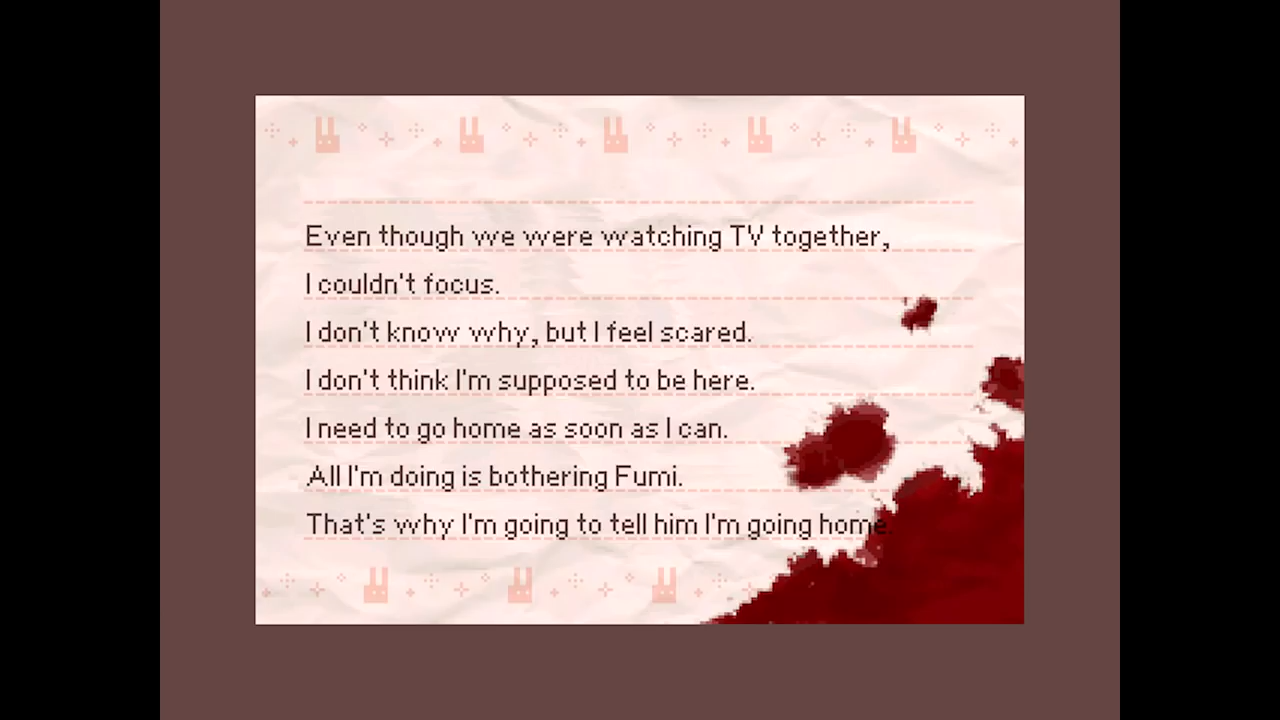 Even though we were watching TV together,
I couldn't focus.
I don't know why, but I feel scared.
I don't think I'm supposed to be here.
I need to go home as soon as I can.
All I'm doing is bothering Fumi.
That's why I'm going to tell him I'm going home